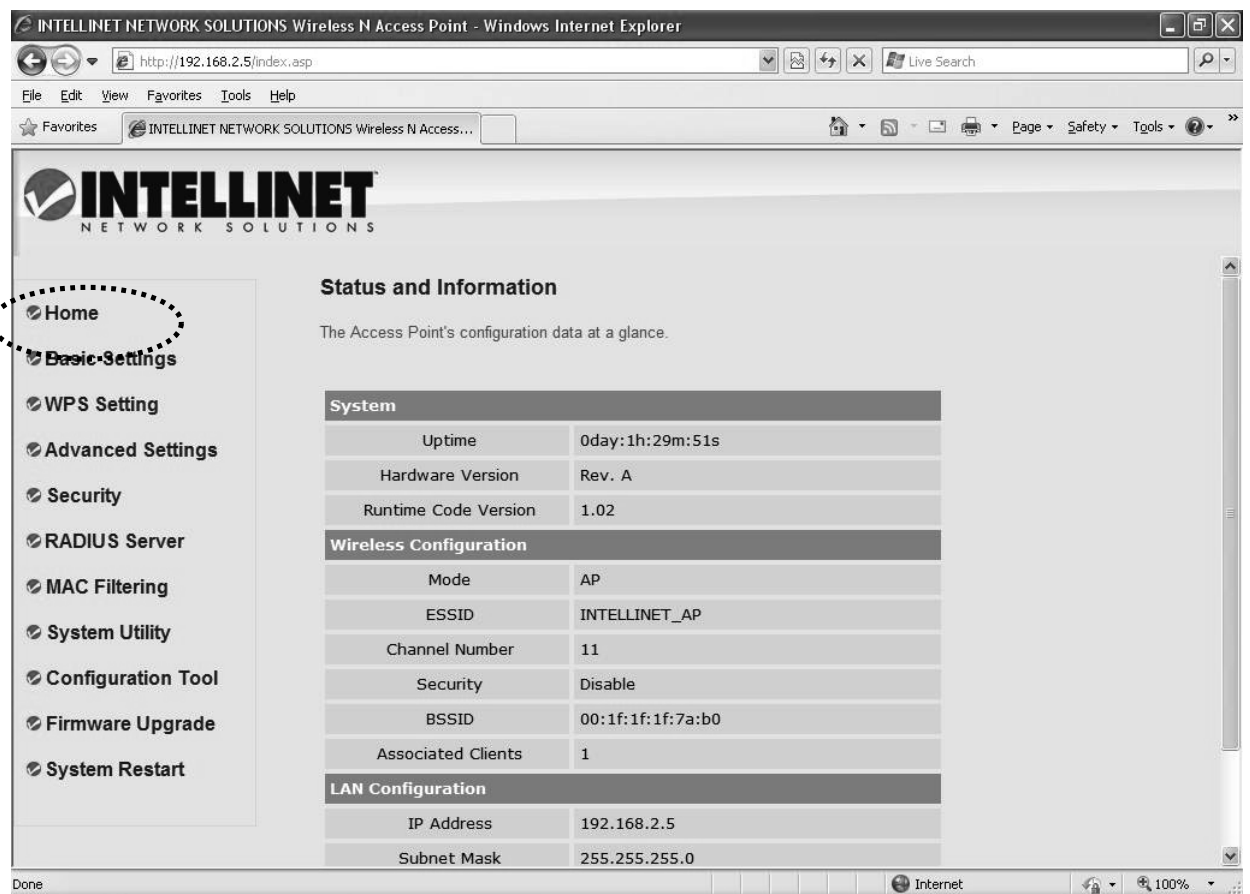 INTELLINET NETWORK SOLUTIONS Wireless N Access Point - Windows Internet Explorer
http://192.168.2.5/index.asp
Live Search
File Edit View Favorites Tools Help
Favorites
INTELLINET NETWORK SOLUTIONS Wireless N Access...
Page Safety Tools
INTELLINET
NETWORK SOLUTIONS
Home
Basic Settings
WPS Setting
Advanced Settings
Security
RADIUS Server
MAC Filtering
System Utility
Configuration Tool
Firmware Upgrade
System Restart
Status and Information
The Access Point's configuration data at a glance.
System
Uptime 0day:1h:29m:51s
Hardware Version Rev. A
Runtime Code Version 1.02
Wireless Configuration
Mode AP
ESSID INTELLINET_AP
Channel Number 11
Security Disable
BSSID 00:1f:1f:1f:7a:b0
Associated Clients 1
LAN Configuration
IP Address 192.168.2.5
Subnet Mask 255.255.255.0
Done
Internet
100%